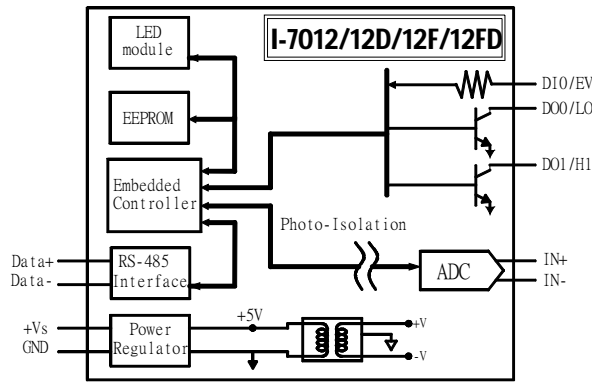 LED
module
I-7012/12D/12F/12FD
DI0/EV
EEPROM
DO0/LO
Embedded
Controller
DO1/H1
Photo-Isolation
Data+
Data-
RS-485
Interface
ADC
IN+
IN-
+Vs
GND
Power
Regulator
+5V
+V
-V